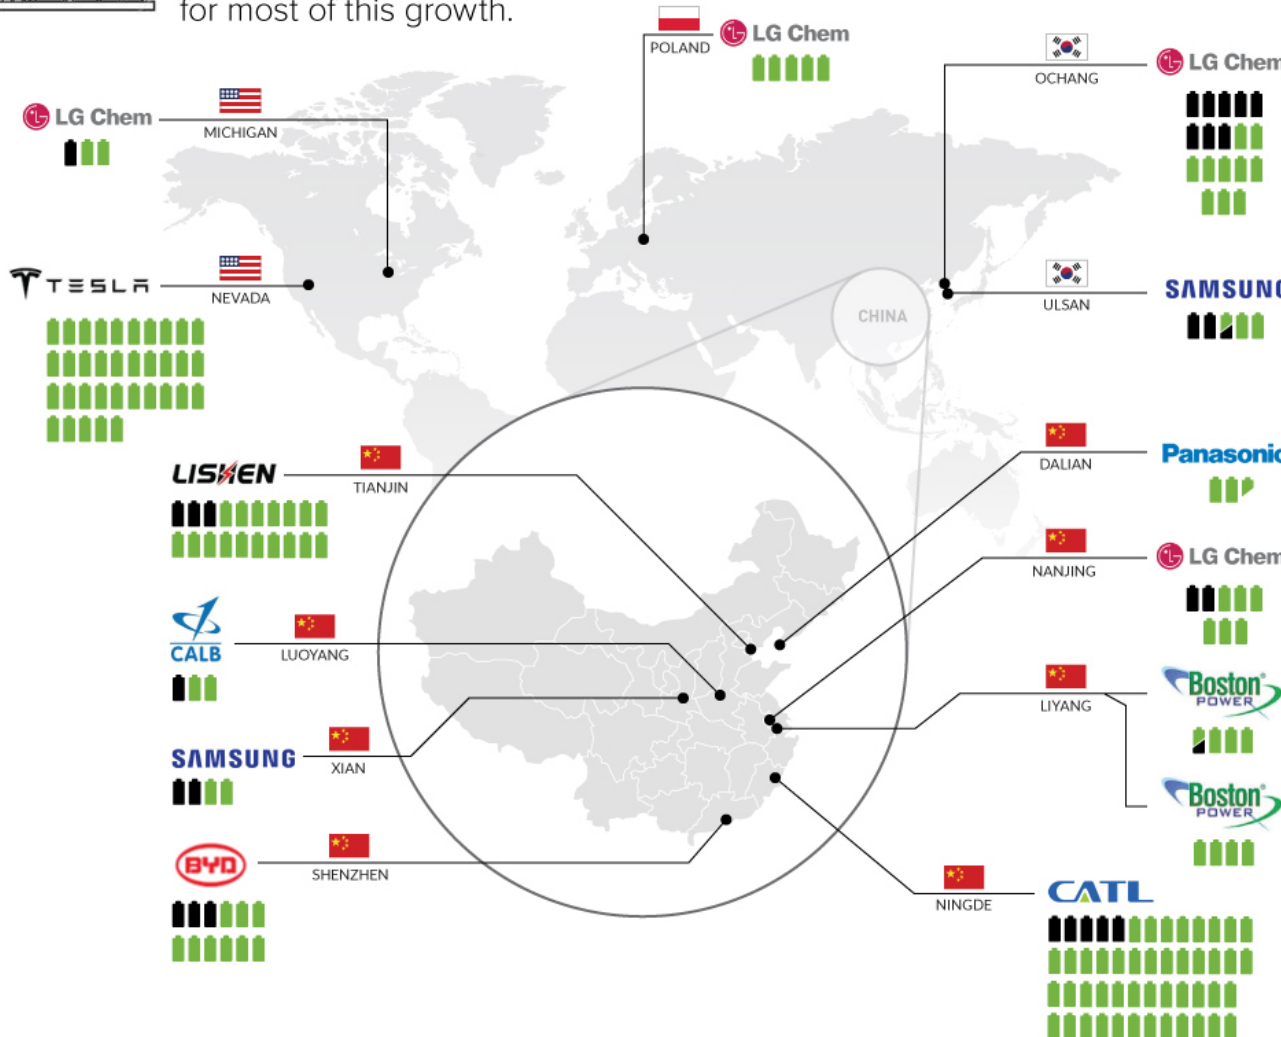 for most of this growth.
POLAND
LG Chem
OCHANG
LG Chem
LG Chem
MICHIGAN
TESLA
NEVADA
CHINA
ULSAN
SAMSUNG
LISHEN
TIANJIN
DALIAN
Panasonic
NANJING
LG Chem
CALB
LUOYANG
LIYANG
Boston®
POWER
SAMSUNG
XIAN
Boston®
POWER
BYD
SHENZHEN
NINGDE
CATL